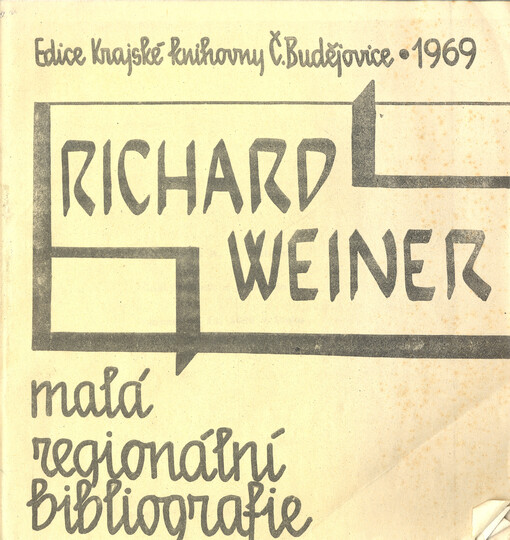 Edice Krajské knihovny Č.Budějovice • 1969
RICHARD
WEINER
malá
regionální
bibliografie